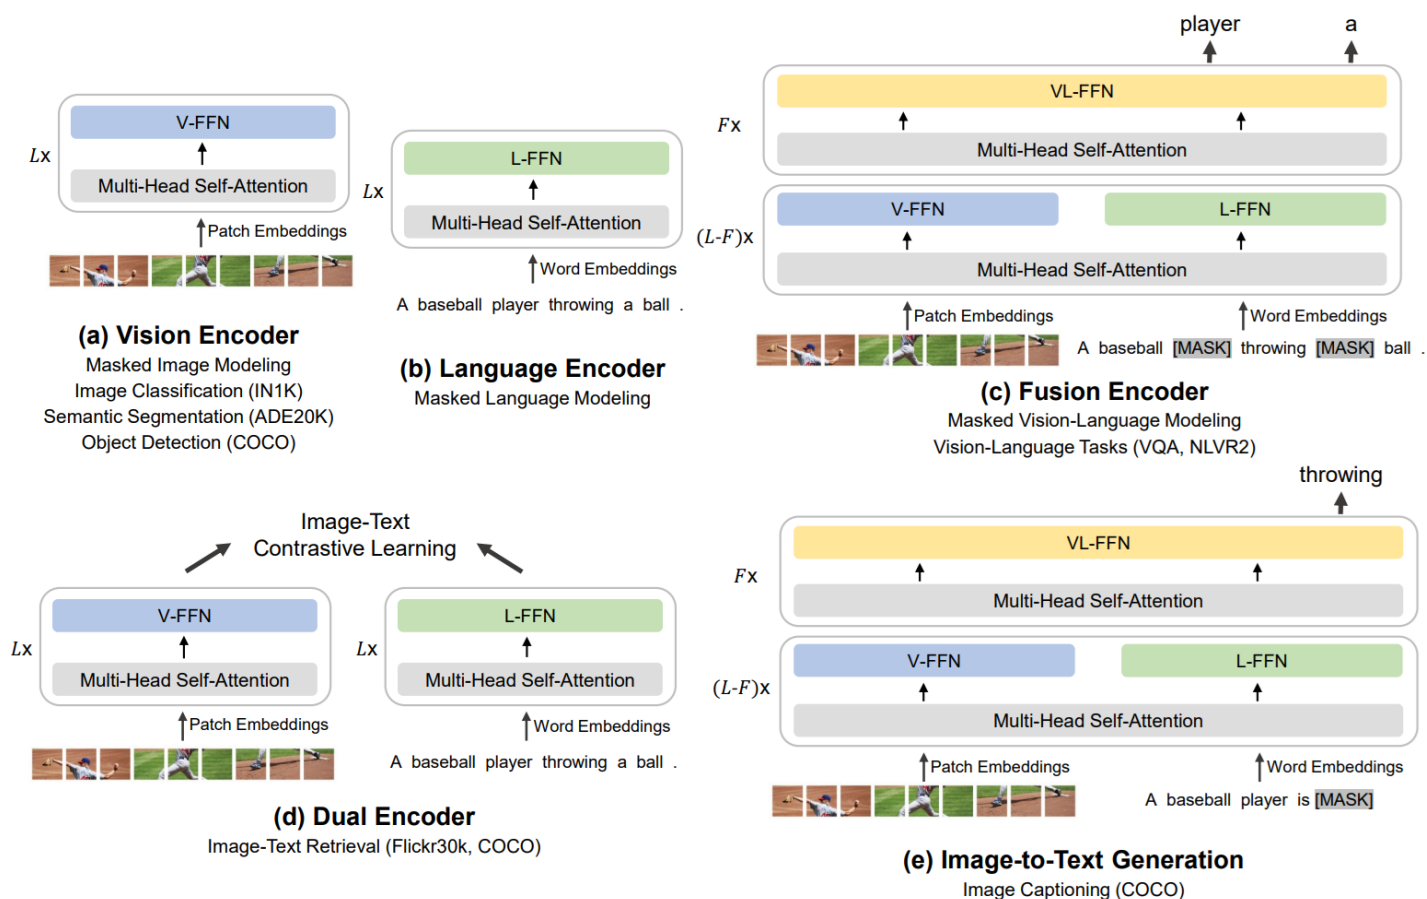 V-FFN
Lx
Multi-Head Self-Attention
Patch Embeddings
(a) Vision Encoder
Masked Image Modeling
Image Classification (IN1K)
Semantic Segmentation (ADE20K)
Object Detection (COCO)
L-FFN
Lx
Multi-Head Self-Attention
Word Embeddings
A baseball player throwing a ball .
(b) Language Encoder
Masked Language Modeling
player a
VL-FFN
Fx
Multi-Head Self-Attention
V-FFN L-FFN
(L-F)x
Multi-Head Self-Attention
Patch Embeddings Word Embeddings
A baseball [MASK] throwing [MASK] ball .
(c) Fusion Encoder
Masked Vision-Language Modeling
Vision-Language Tasks (VQA, NLVR2)
Image-Text
Contrastive Learning
V-FFN
Lx
Multi-Head Self-Attention
Patch Embeddings
L-FFN
Lx
Multi-Head Self-Attention
Word Embeddings
A baseball player throwing a ball .
(d) Dual Encoder
Image-Text Retrieval (Flickr30k, COCO)
throwing
VL-FFN
Fx
Multi-Head Self-Attention
V-FFN L-FFN
(L-F)x
Multi-Head Self-Attention
Patch Embeddings Word Embeddings
A baseball player is [MASK]
(e) Image-to-Text Generation
Image Captioning (COCO)